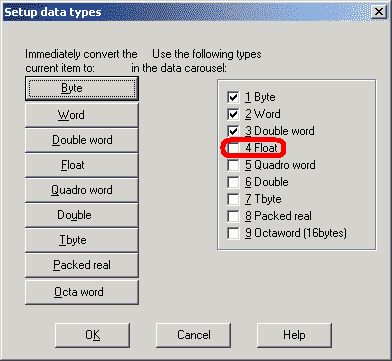 Setup data types
Immediately convert the
current item to:
Use the following types
in the data carousel:
Byte
Word
Double word
Float
Quadro word
Double
Tbyte
Packed real
Octa word
1 Byte
2 Word
3 Double word
4 Float
5 Quadro word
6 Double
7 Tbyte
8 Packed real
9 Octaword (16bytes)
OK
Cancel
Help